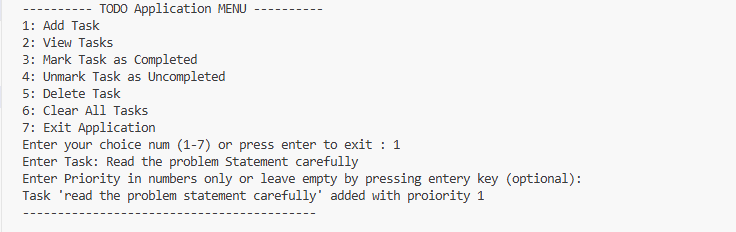 ---------- TODO Application MENU ----------
1: Add Task
2: View Tasks
3: Mark Task as Completed
4: Unmark Task as Uncompleted
5: Delete Task
6: Clear All Tasks
7: Exit Application
Enter your choice num (1-7) or press enter to exit : 1
Enter Task: Read the problem Statement carefully
Enter Priority in numbers only or leave empty by pressing entery key (optional):
Task 'read the problem statement carefully' added with proiority 1
------------------------------------------